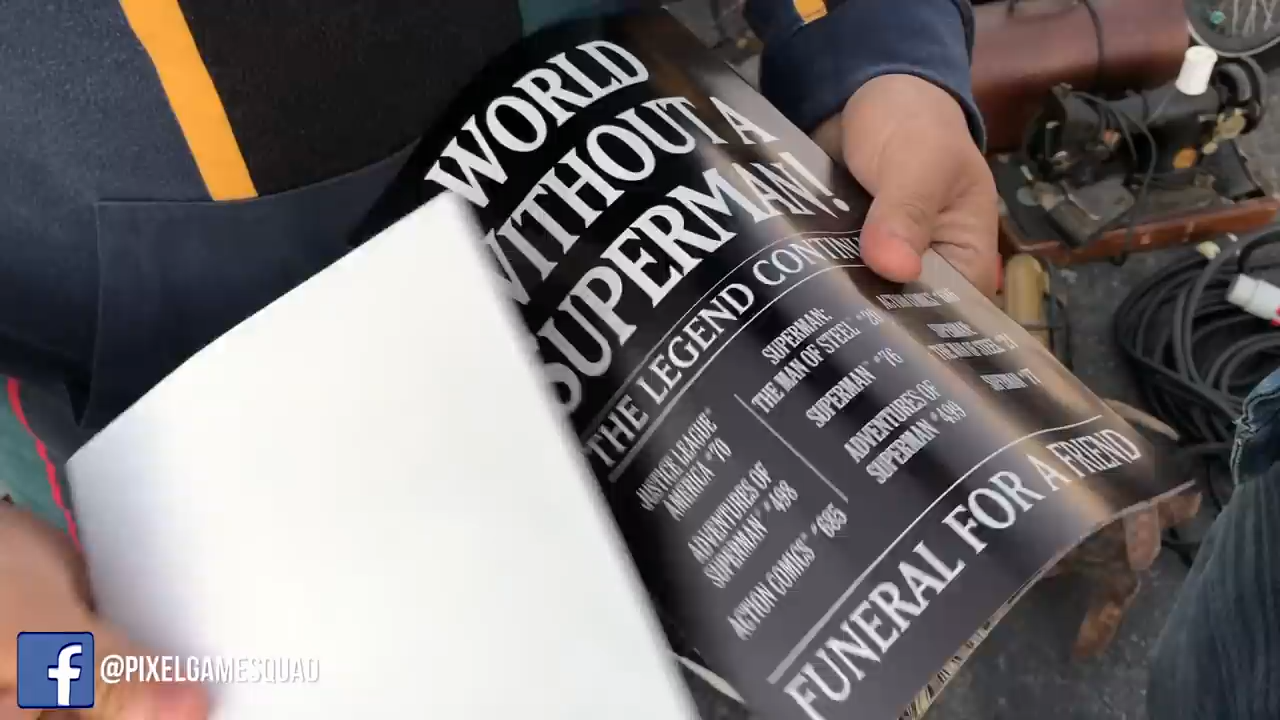 WORLD
WITHOUT A
SUPERMAN!
THE LEGEND
JUSTICE LEAGUE
AMERICA #70
ADVENTURES OF
SUPERMAN #498
ACTION COMICS #685
SUPERMAN:
THE MAN OF STEEL
SUPERMAN #76
ADVENTURES OF
SUPERMAN #499
FUNERAL FOR A FRIEND
@PIXELGAMESQUAD